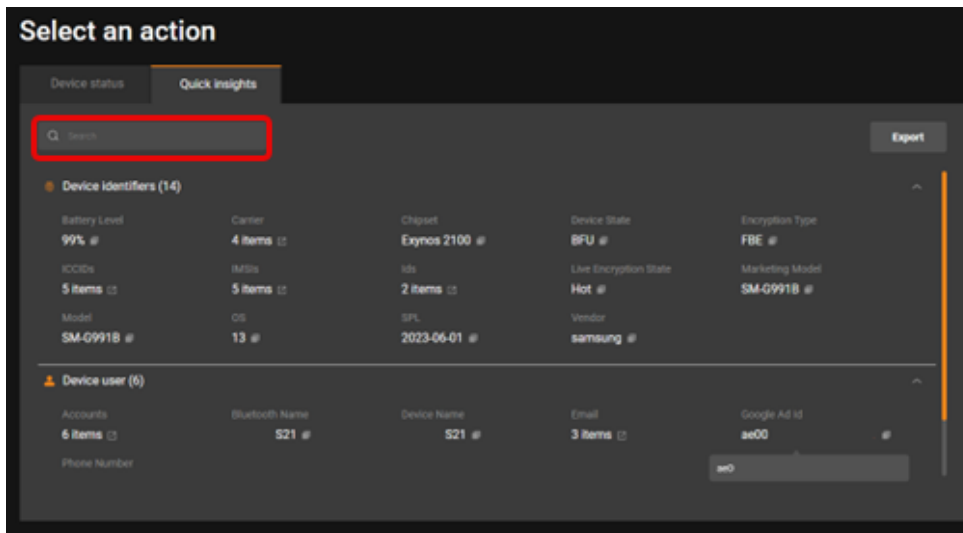 Select an action
Device status Quick insights
Search Export
Device identifiers (14)
Battery Level Carrier Chipset Device State Encryption Type
99% 4 items Exynos 2100 BFU FBE
ICCIDs IMSIs Ids Live Encryption State Marketing Model
5 items 5 items 2 items Hot SM-G991B
Model OS SPL Vendor
SM-G991B 13 2023-06-01 samsung
Device user (6)
Accounts Bluetooth Name Device Name Email Google Ad Id
6 items S21 S21 3 items ae00
Phone Number ae0